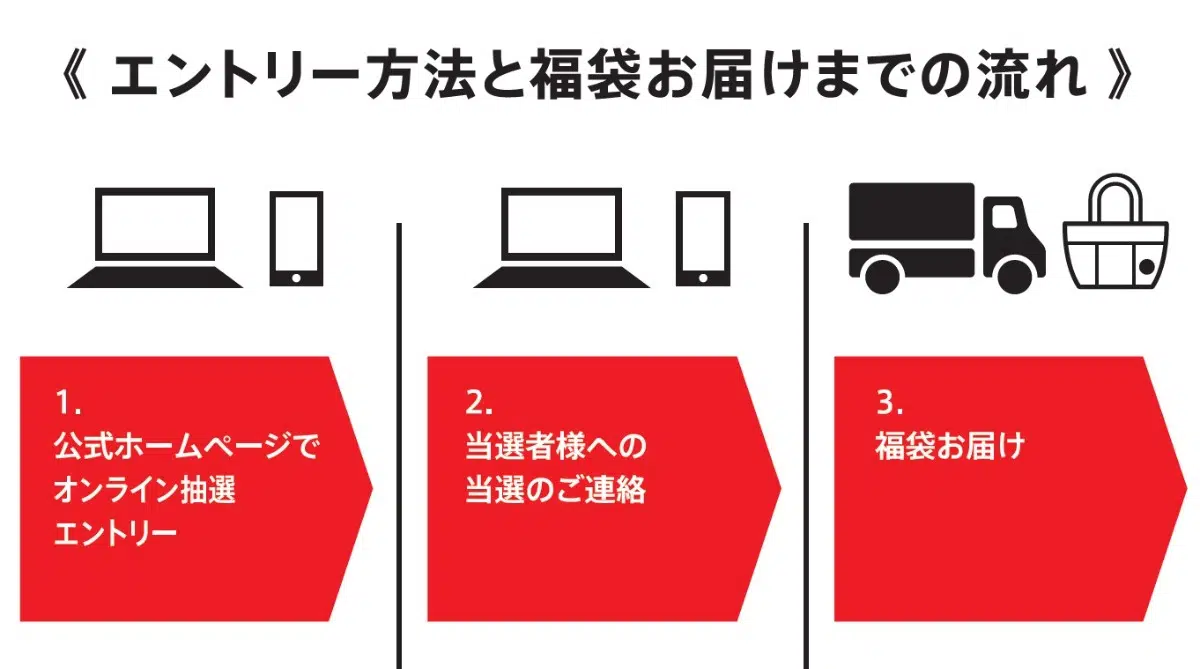 《 エントリー方法と福袋お届けまでの流れ 》
1.
公式ホームページで
オンライン抽選
エントリー
2.
当選者様への
当選のご連絡
3.
福袋お届け